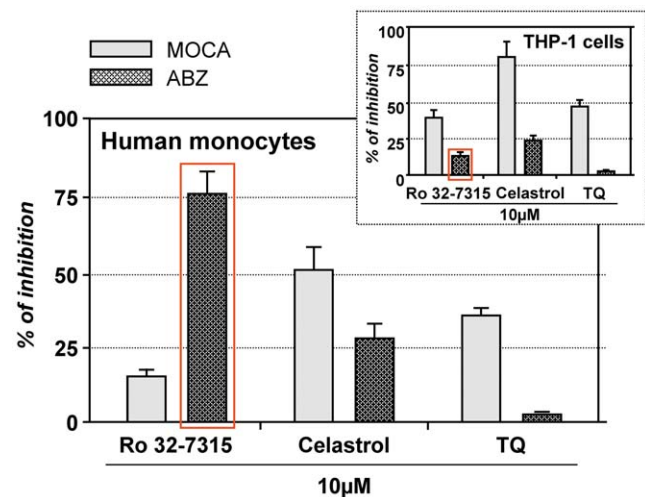 MOCA
ABZ
100
75
50
25
0
% of inhibition
Human monocytes
Ro 32-7315 Celastrol TQ
10µM
THP-1 cells
100
75
50
25
0
% of inhibition
Ro 32-7315 Celastrol TQ
10µM